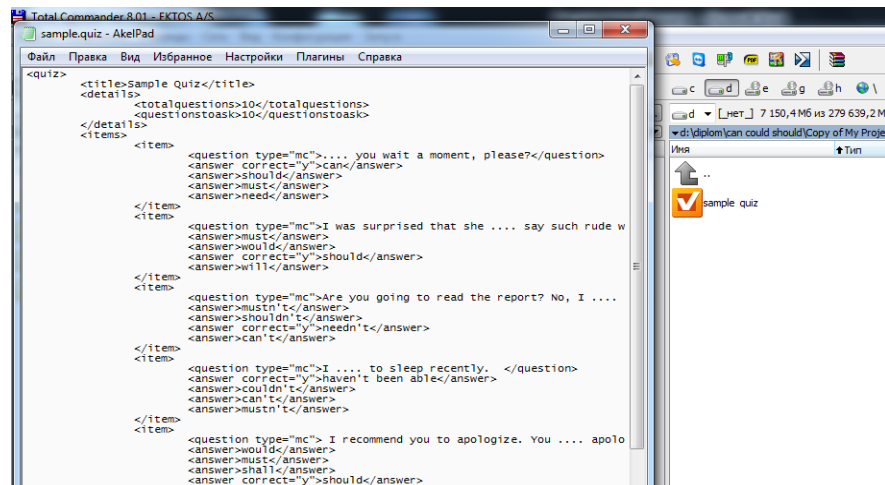 Total Commander 8.01 - EKTOS A/S
sample.quiz - AkelPad
Файл Правка Вид Избранное Настройки Плагины Справка
<quiz>
<title>Sample Quiz</title>
<details>
<totalquestions>10</totalquestions>
<questionstoask>10</questionstoask>
</details>
<items>
<item>
<question type="mc">.... you wait a moment, please?</question>
<answer correct="y">can</answer>
<answer>should</answer>
<answer>must</answer>
<answer>need</answer>
</item>
<item>
<question type="mc">I was surprised that she .... say such rude w
<answer>must</answer>
<answer>would</answer>
<answer correct="y">should</answer>
<answer>will</answer>
</item>
<item>
<question type="mc">Are you going to read the report? No, I ....
<answer>mustn't</answer>
<answer>shouldn't</answer>
<answer correct="y">needn't</answer>
<answer>can't</answer>
</item>
<item>
<question type="mc">I .... to sleep recently.  </question>
<answer correct="y">haven't been able</answer>
<answer>couldn't</answer>
<answer>can't</answer>
<answer>mustn't</answer>
</item>
<item>
<question type="mc"> I recommend you to apologize. You .... apolo
<answer>would</answer>
<answer>must</answer>
<answer>shall</answer>
<answer correct="y">should</answer>
c d e g h \
d [_нет_] 7 150,4 Мб из 279 639,2 М
d:\diplom\can could should\Copy of My Proje
Имя Тип
..
sample quiz